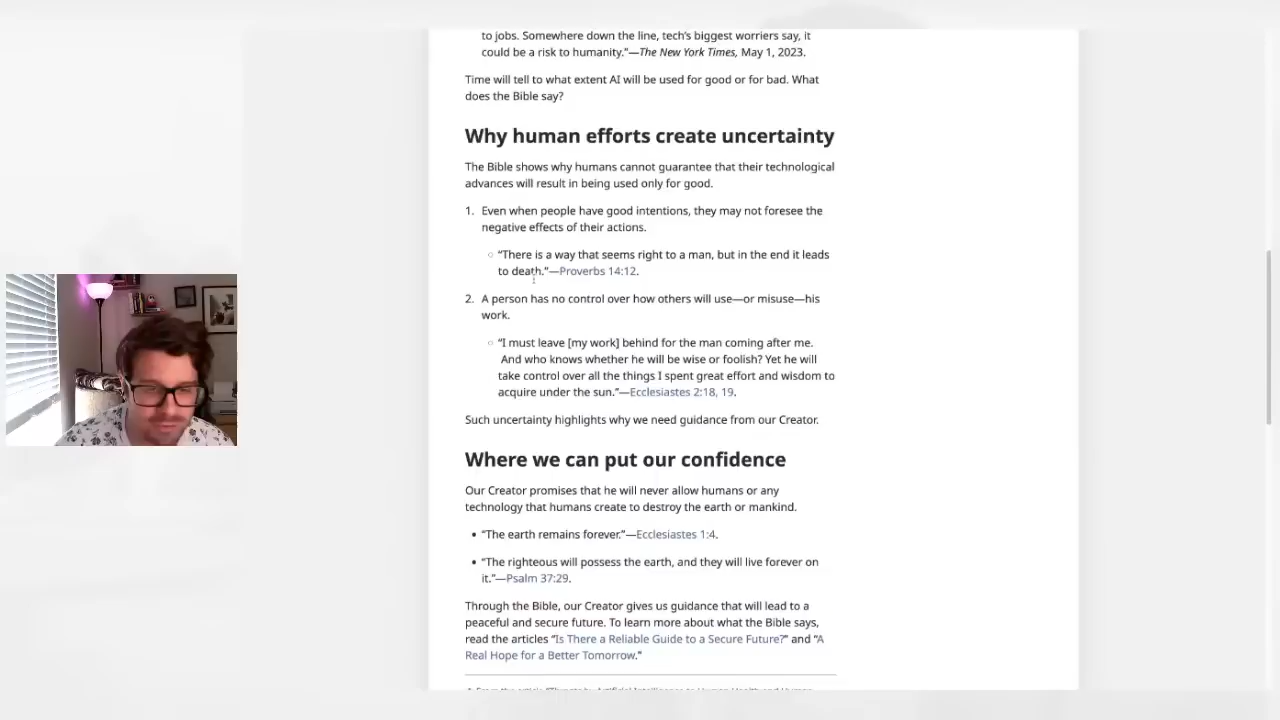 to jobs. Somewhere down the line, tech's biggest worriers say, it
could be a risk to humanity.”—The New York Times, May 1, 2023.
Time will tell to what extent AI will be used for good or for bad. What
does the Bible say?
Why human efforts create uncertainty
The Bible shows why humans cannot guarantee that their technological
advances will result in being used only for good.
1. Even when people have good intentions, they may not foresee the
negative effects of their actions.
○ “There is a way that seems right to a man, but in the end it leads
to death.”—Proverbs 14:12.
2. A person has no control over how others will use—or misuse—his
work.
○ “I must leave [my work] behind for the man coming after me.
And who knows whether he will be wise or foolish? Yet he will
take control over all the things I spent great effort and wisdom to
acquire under the sun.”—Ecclesiastes 2:18, 19.
Such uncertainty highlights why we need guidance from our Creator.
Where we can put our confidence
Our Creator promises that he will never allow humans or any
technology that humans create to destroy the earth or mankind.
• “The earth remains forever.”—Ecclesiastes 1:4.
• “The righteous will possess the earth, and they will live forever on
it.”—Psalm 37:29.
Through the Bible, our Creator gives us guidance that will lead to a
peaceful and secure future. To learn more about what the Bible says,
read the articles “Is There a Reliable Guide to a Secure Future?” and “A
Real Hope for a Better Tomorrow.”